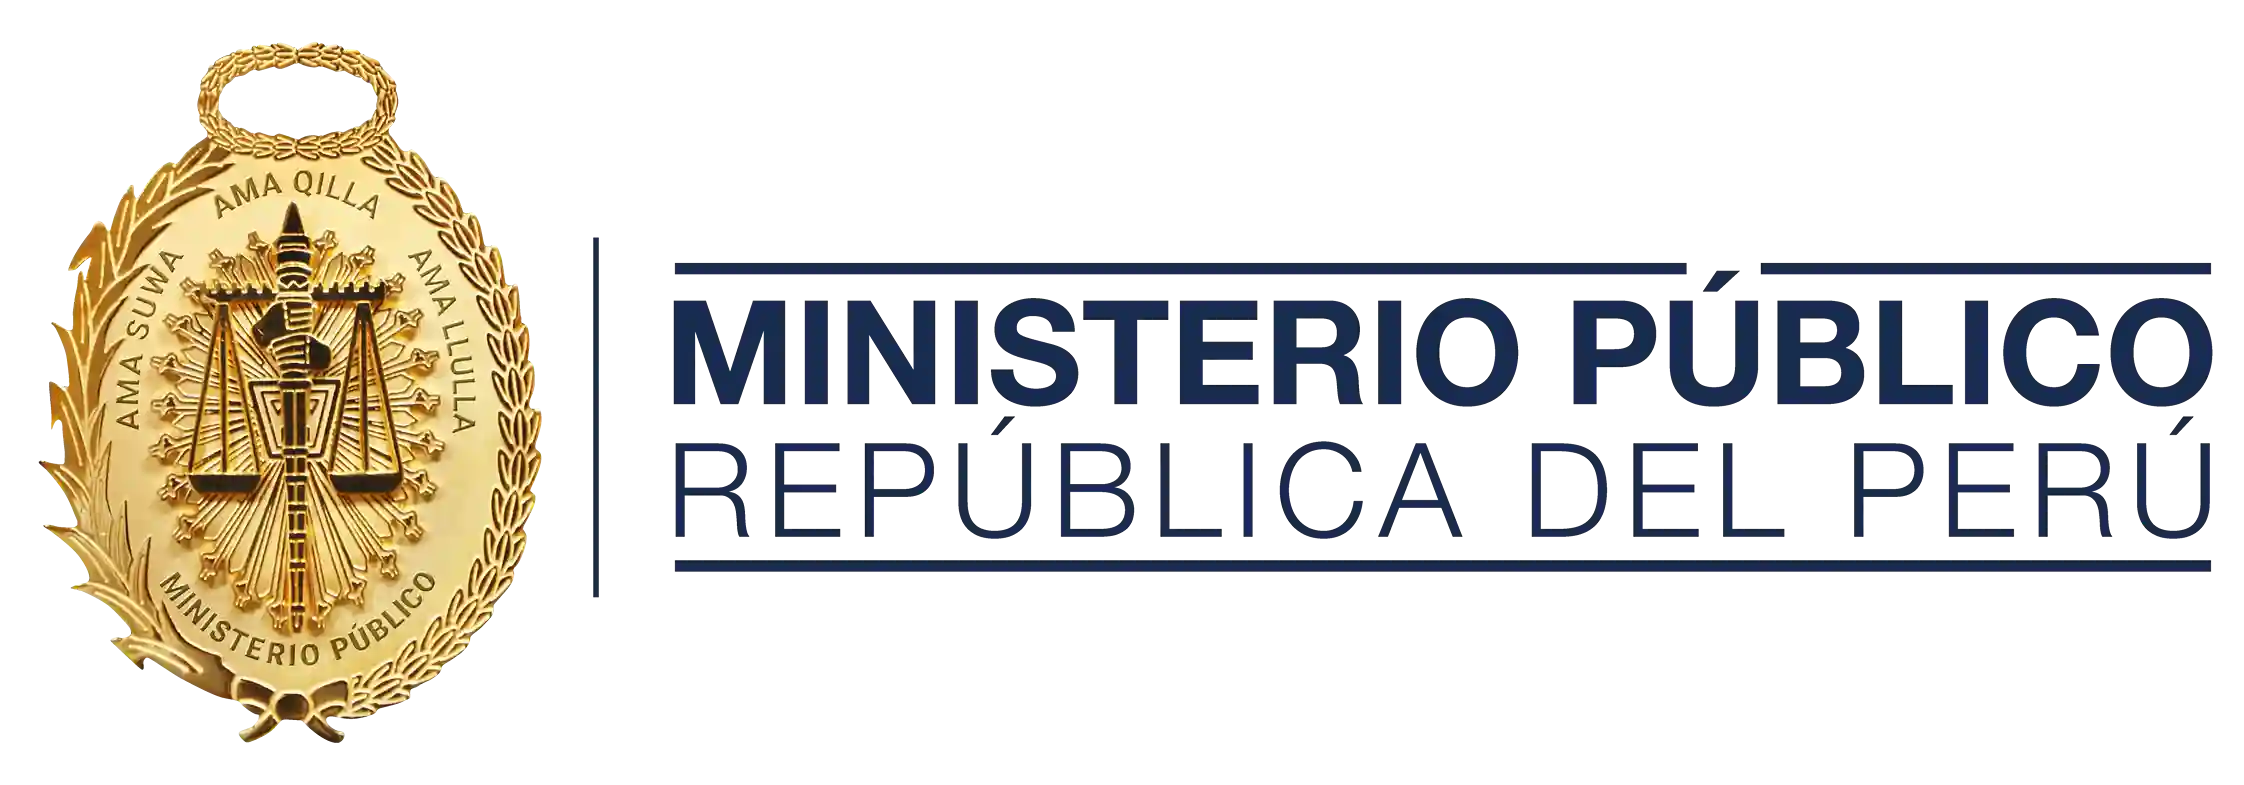 AMA SUWA
AMA QILLA
AMA LLULLA
MINISTERIO PÚBLICO
MINISTERIO PÚBLICO
REPÚBLICA DEL PERÚ